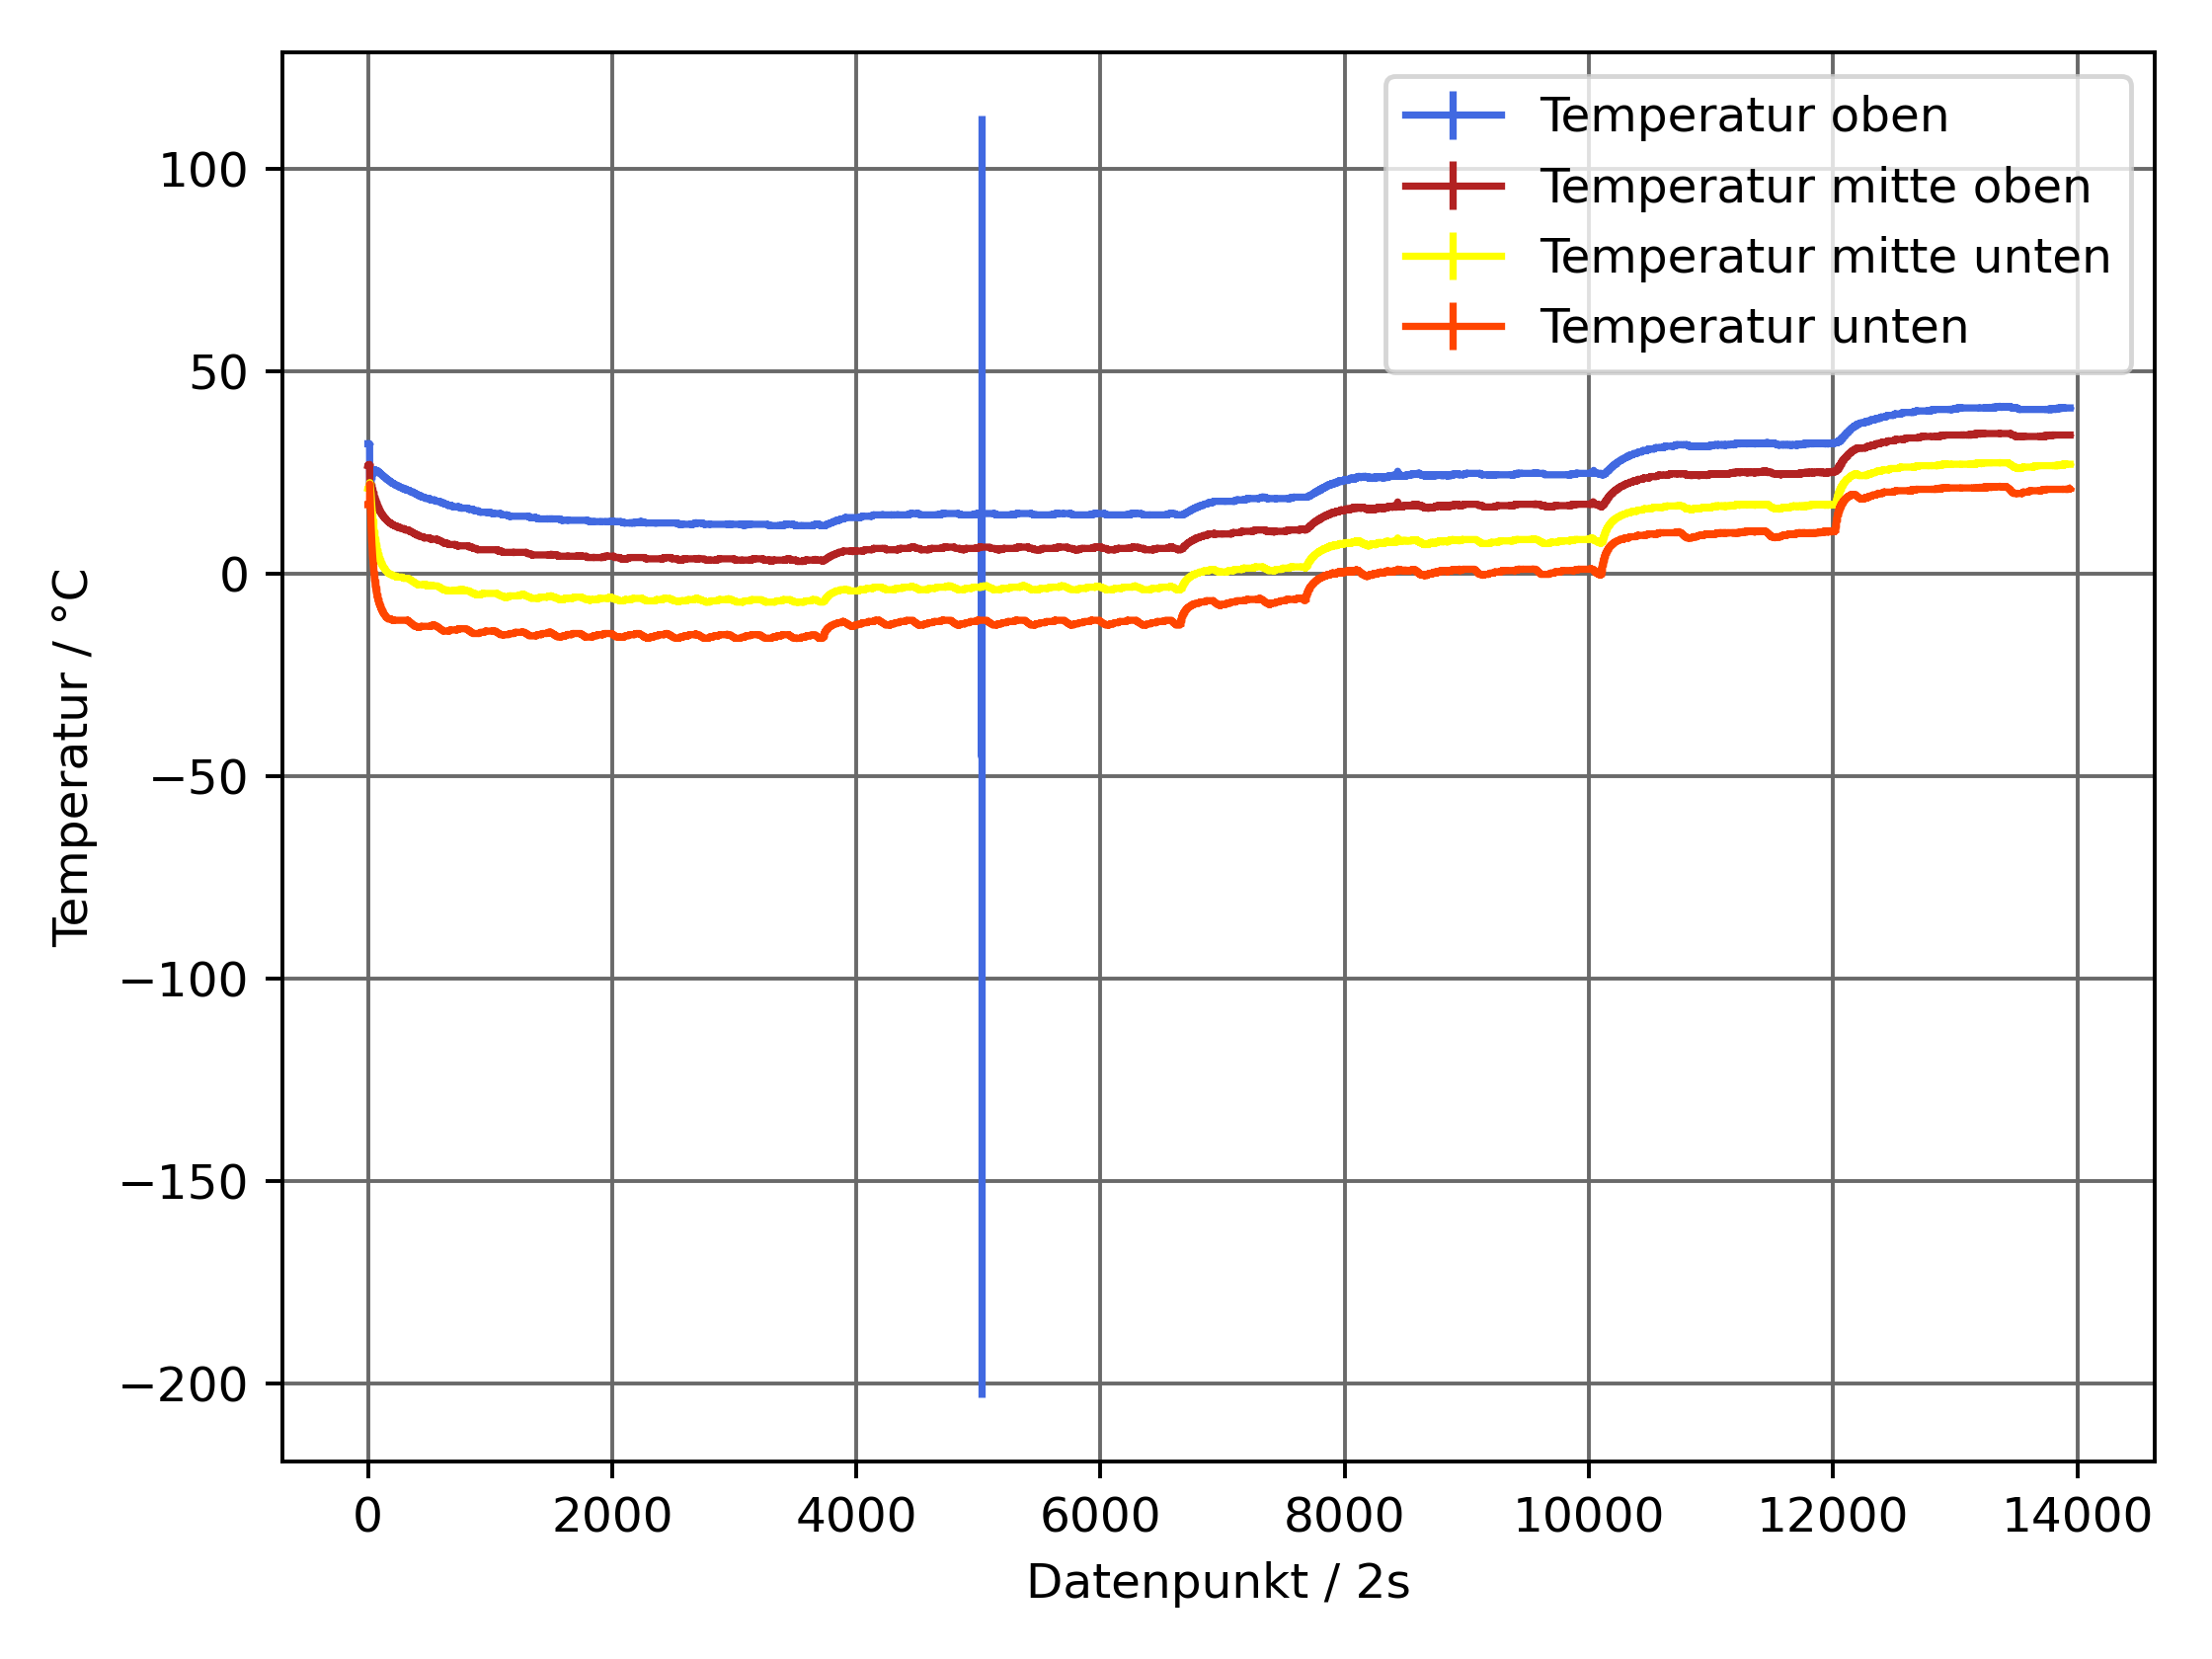 Temperatur oben
Temperatur mitte oben
Temperatur mitte unten
Temperatur unten
Temperatur / °C
100
50
0
−50
−100
−150
−200
0 2000 4000 6000 8000 10000 12000 14000
Datenpunkt / 2s